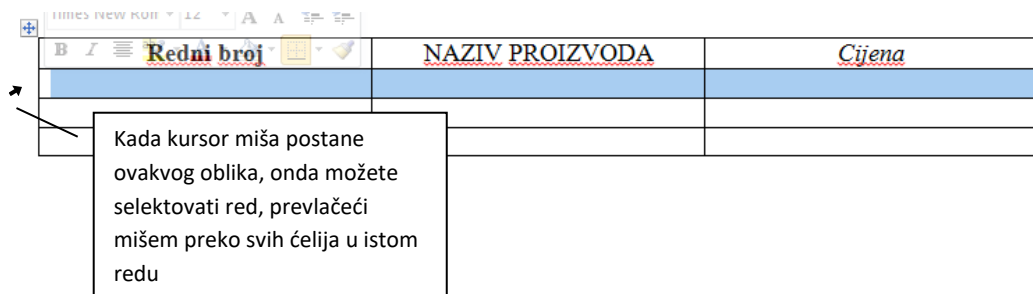 Times New Rom 12 A A
B I A
Redni broj NAZIV PROIZVODA Cijena
Kada kursor miša postane
ovakvog oblika, onda možete
selektovati red, prevlačeći
mišem preko svih ćelija u istom
redu